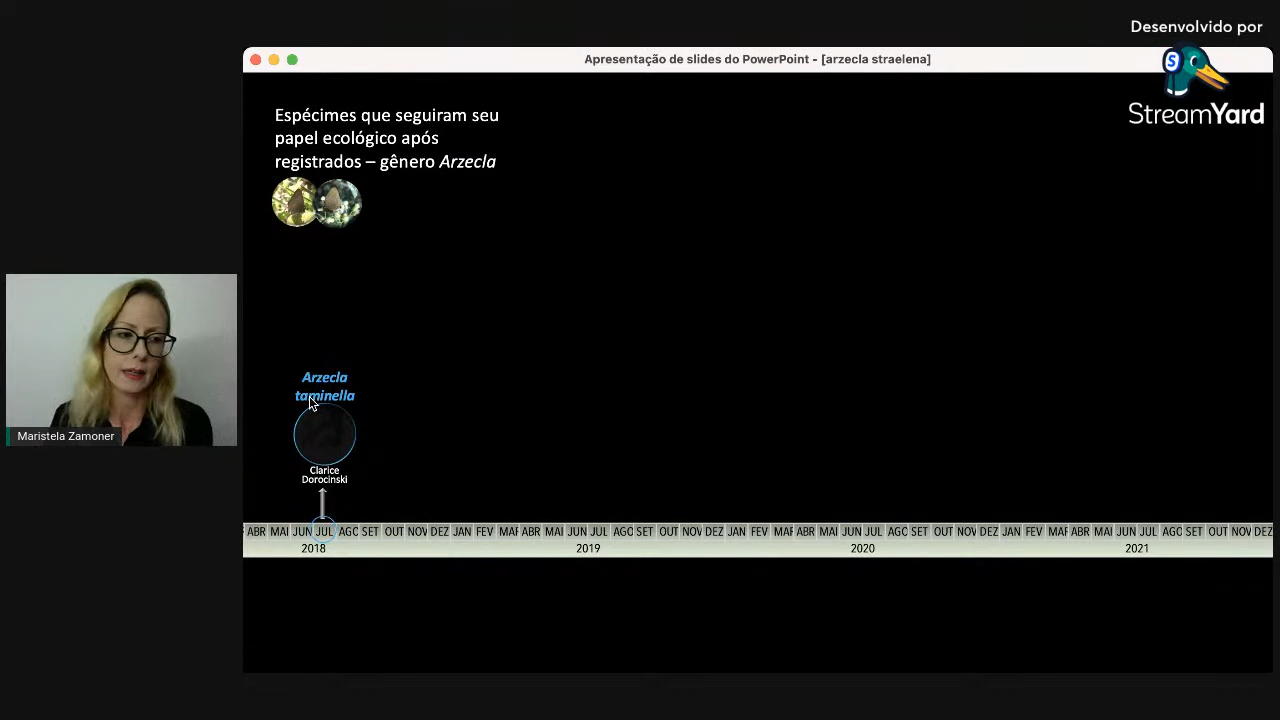 Desenvolvido por
StreamYard
Apresentação de slides do PowerPoint - [arzecla straelena]
Espécimes que seguiram seu
papel ecológico após
registrados – gênero Arzecla
Arzecla
taminella
Clarice
Dorocinski
Maristela Zamoner
ABR MAI JUN JUL AGO SET OUT NOV DEZ JAN FEV MAR ABR MAI JUN JUL AGO SET OUT NOV DEZ JAN FEV MAR ABR MAI JUN JUL AGO SET OUT NOV DEZ JAN FEV MAR ABR MAI JUN JUL AGO SET OUT NOV DEZ
2018 2019 2020 2021